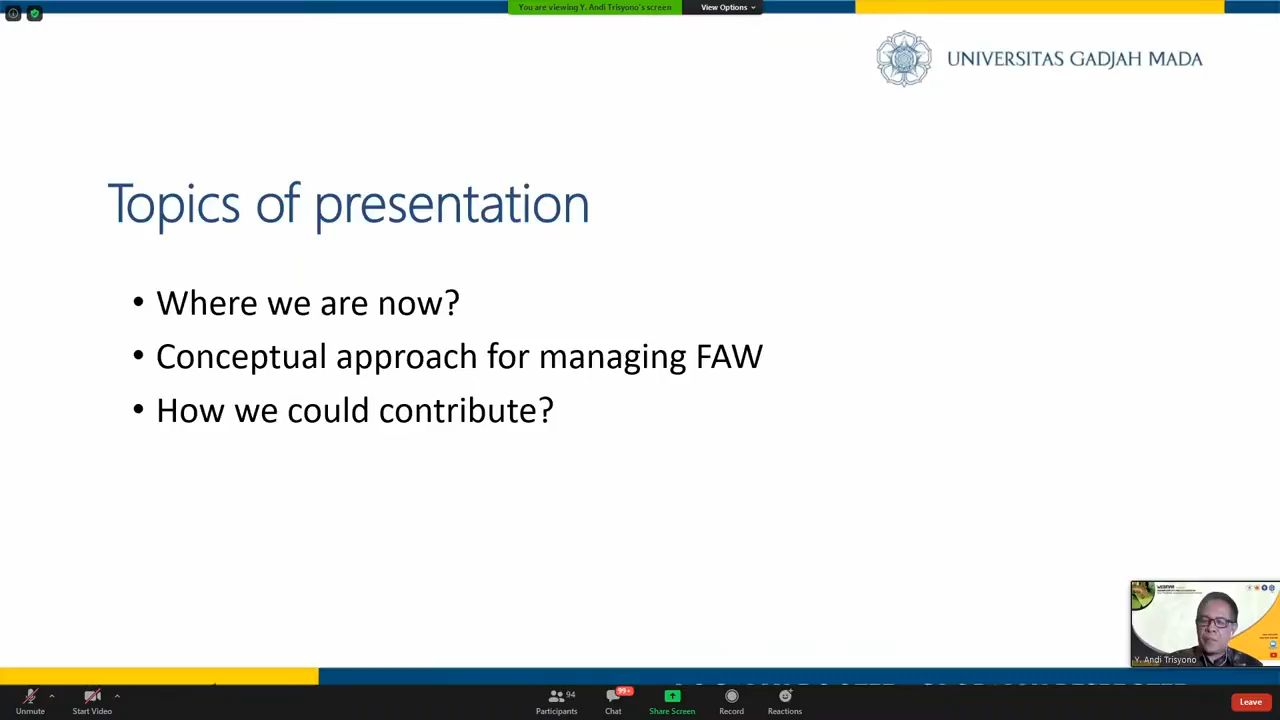 You are viewing Y. Andi Trisyono's screen
View Options
UNIVERSITAS GADJAH MADA
Topics of presentation
• Where we are now?
• Conceptual approach for managing FAW
• How we could contribute?
Y. Andi Trisyono
Unmute
Start Video
94
Participants
99+
Chat
Share Screen
Record
Reactions
Leave